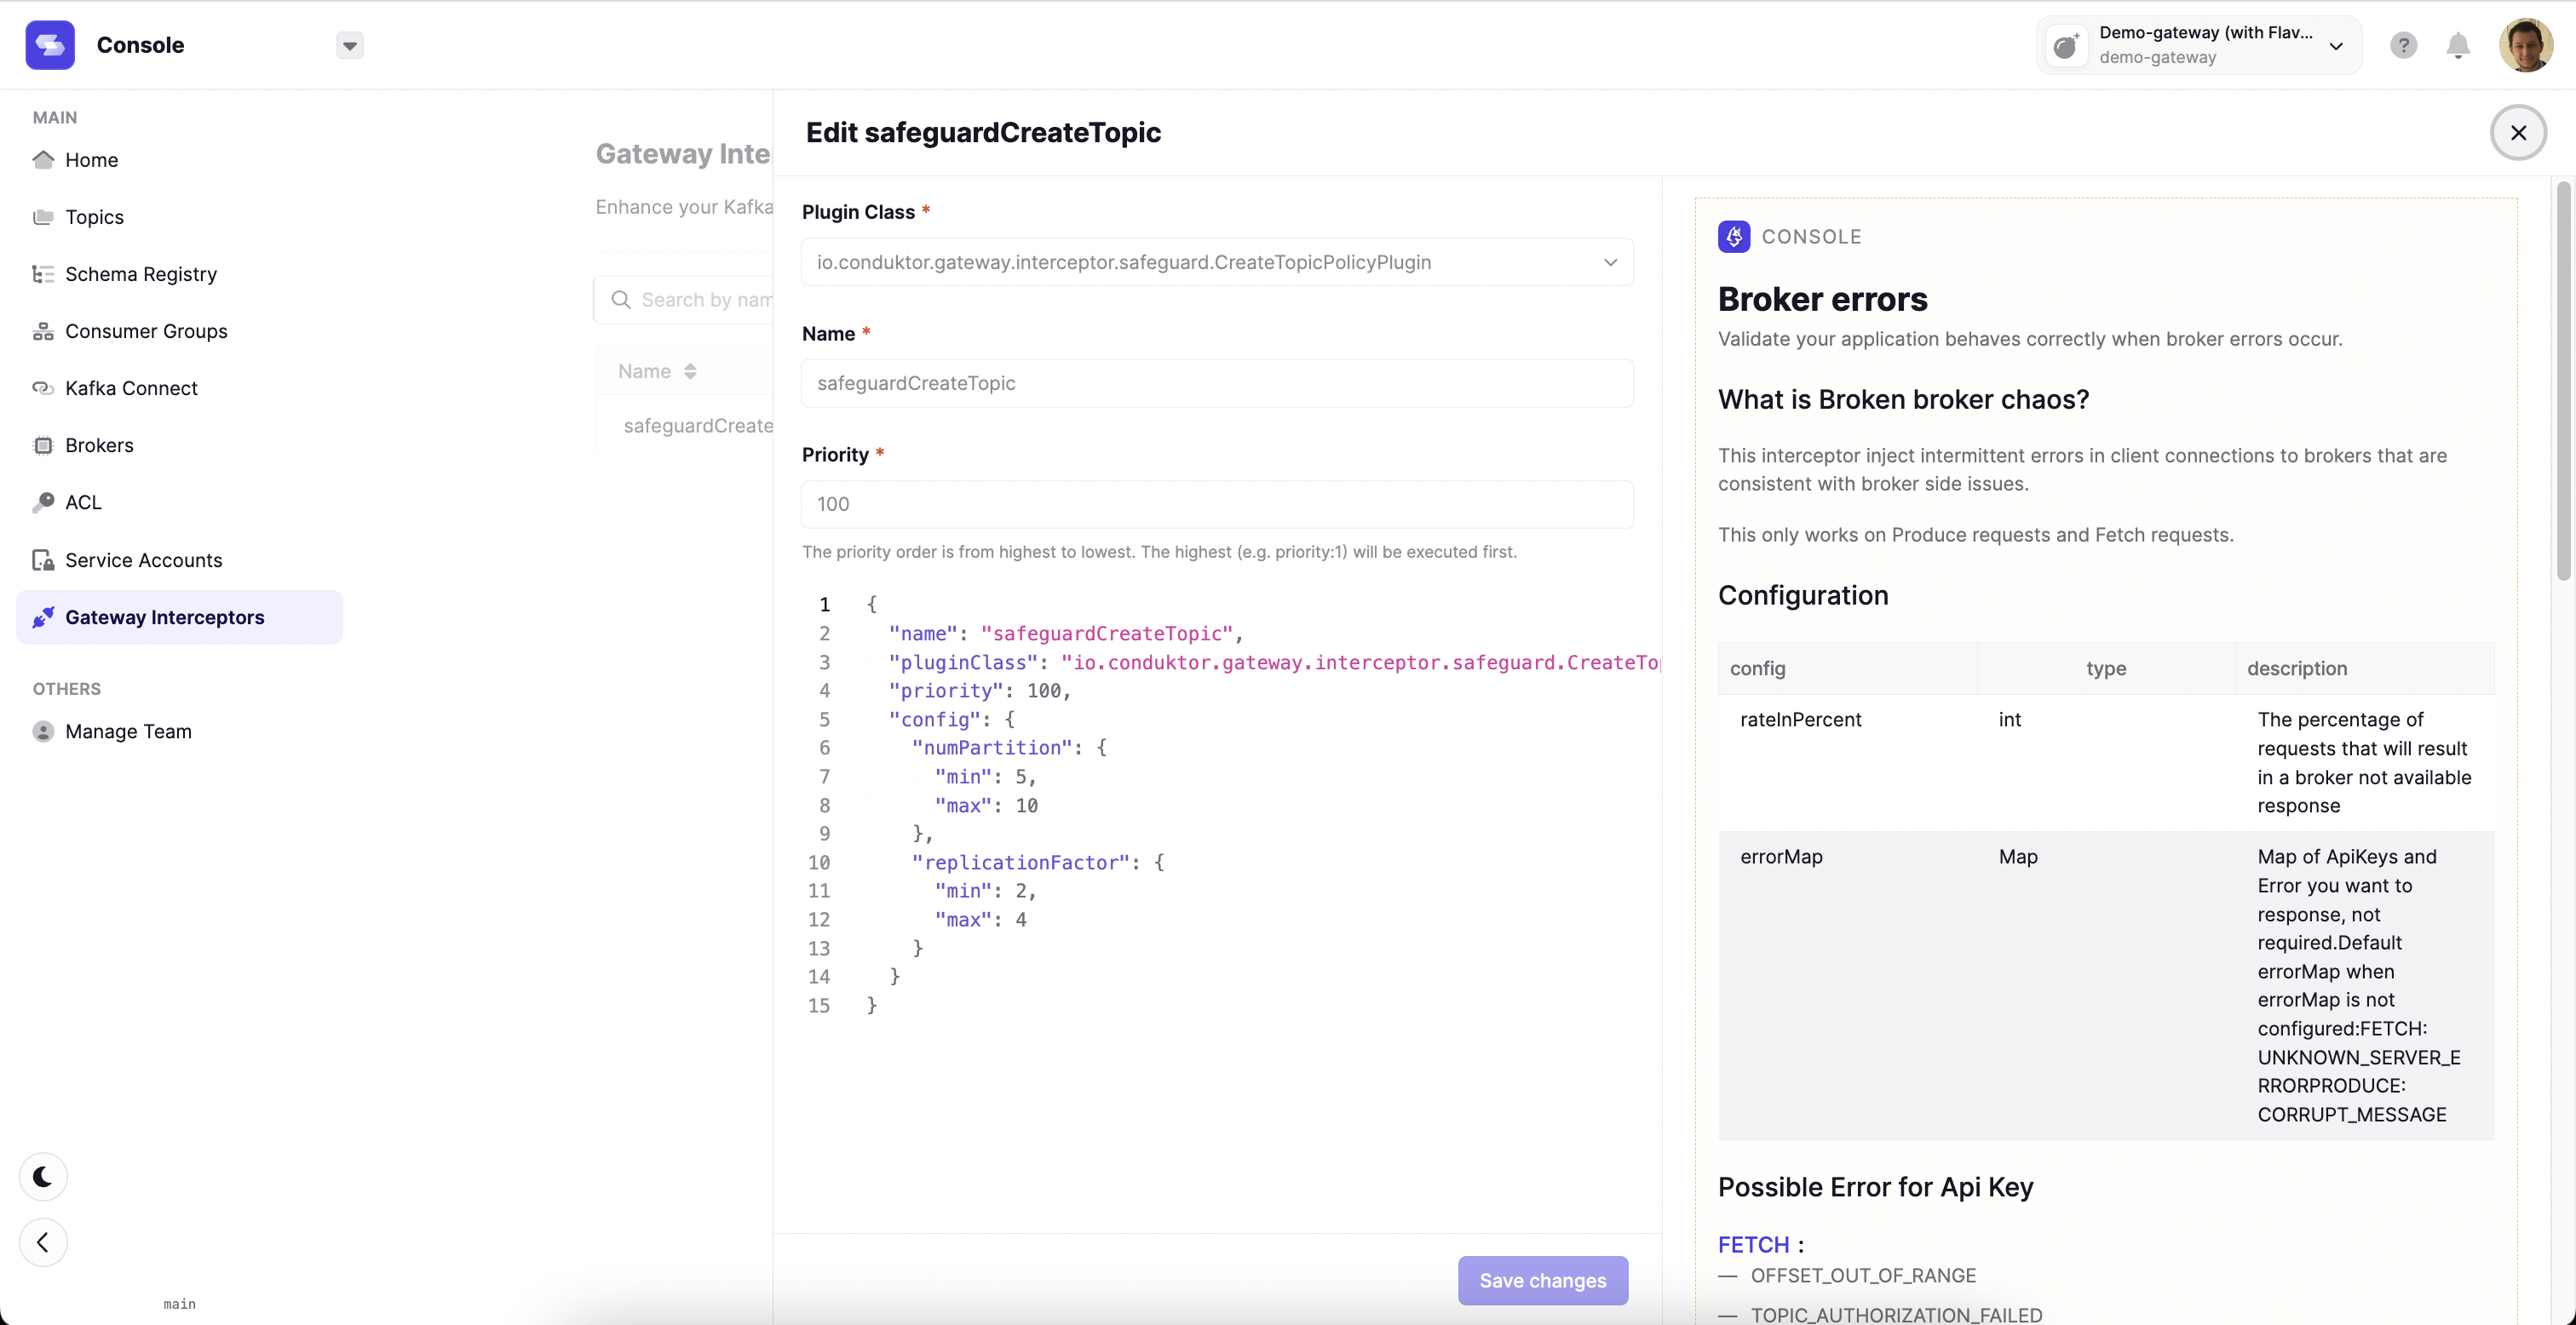 Console
Demo-gateway (with Flav...
demo-gateway
?
MAIN
Home
Topics
Schema Registry
Consumer Groups
Kafka Connect
Brokers
ACL
Service Accounts
Gateway Interceptors
OTHERS
Manage Team
main
Gateway Inte
Enhance your Kafka
Search by nam
Name
safeguardCreate
Edit safeguardCreateTopic
Plugin Class *
io.conduktor.gateway.interceptor.safeguard.CreateTopicPolicyPlugin
Name *
safeguardCreateTopic
Priority *
100
The priority order is from highest to lowest. The highest (e.g. priority:1) will be executed first.
1 {
2 "name": "safeguardCreateTopic",
3 "pluginClass": "io.conduktor.gateway.interceptor.safeguard.CreateTo
4 "priority": 100,
5 "config": {
6 "numPartition": {
7 "min": 5,
8 "max": 10
9 },
10 "replicationFactor": {
11 "min": 2,
12 "max": 4
13 }
14 }
15 }
Save changes
CONSOLE
Broker errors
Validate your application behaves correctly when broker errors occur.
What is Broken broker chaos?
This interceptor inject intermittent errors in client connections to brokers that are
consistent with broker side issues.
This only works on Produce requests and Fetch requests.
Configuration
config type description
rateInPercent int The percentage of
requests that will result
in a broker not available
response
errorMap Map Map of ApiKeys and
Error you want to
response, not
required.Default
errorMap when
errorMap is not
configured:FETCH:
UNKNOWN_SERVER_E
RRORPRODUCE:
CORRUPT_MESSAGE
Possible Error for Api Key
FETCH :
— OFFSET_OUT_OF_RANGE
— TOPIC_AUTHORIZATION_FAILED